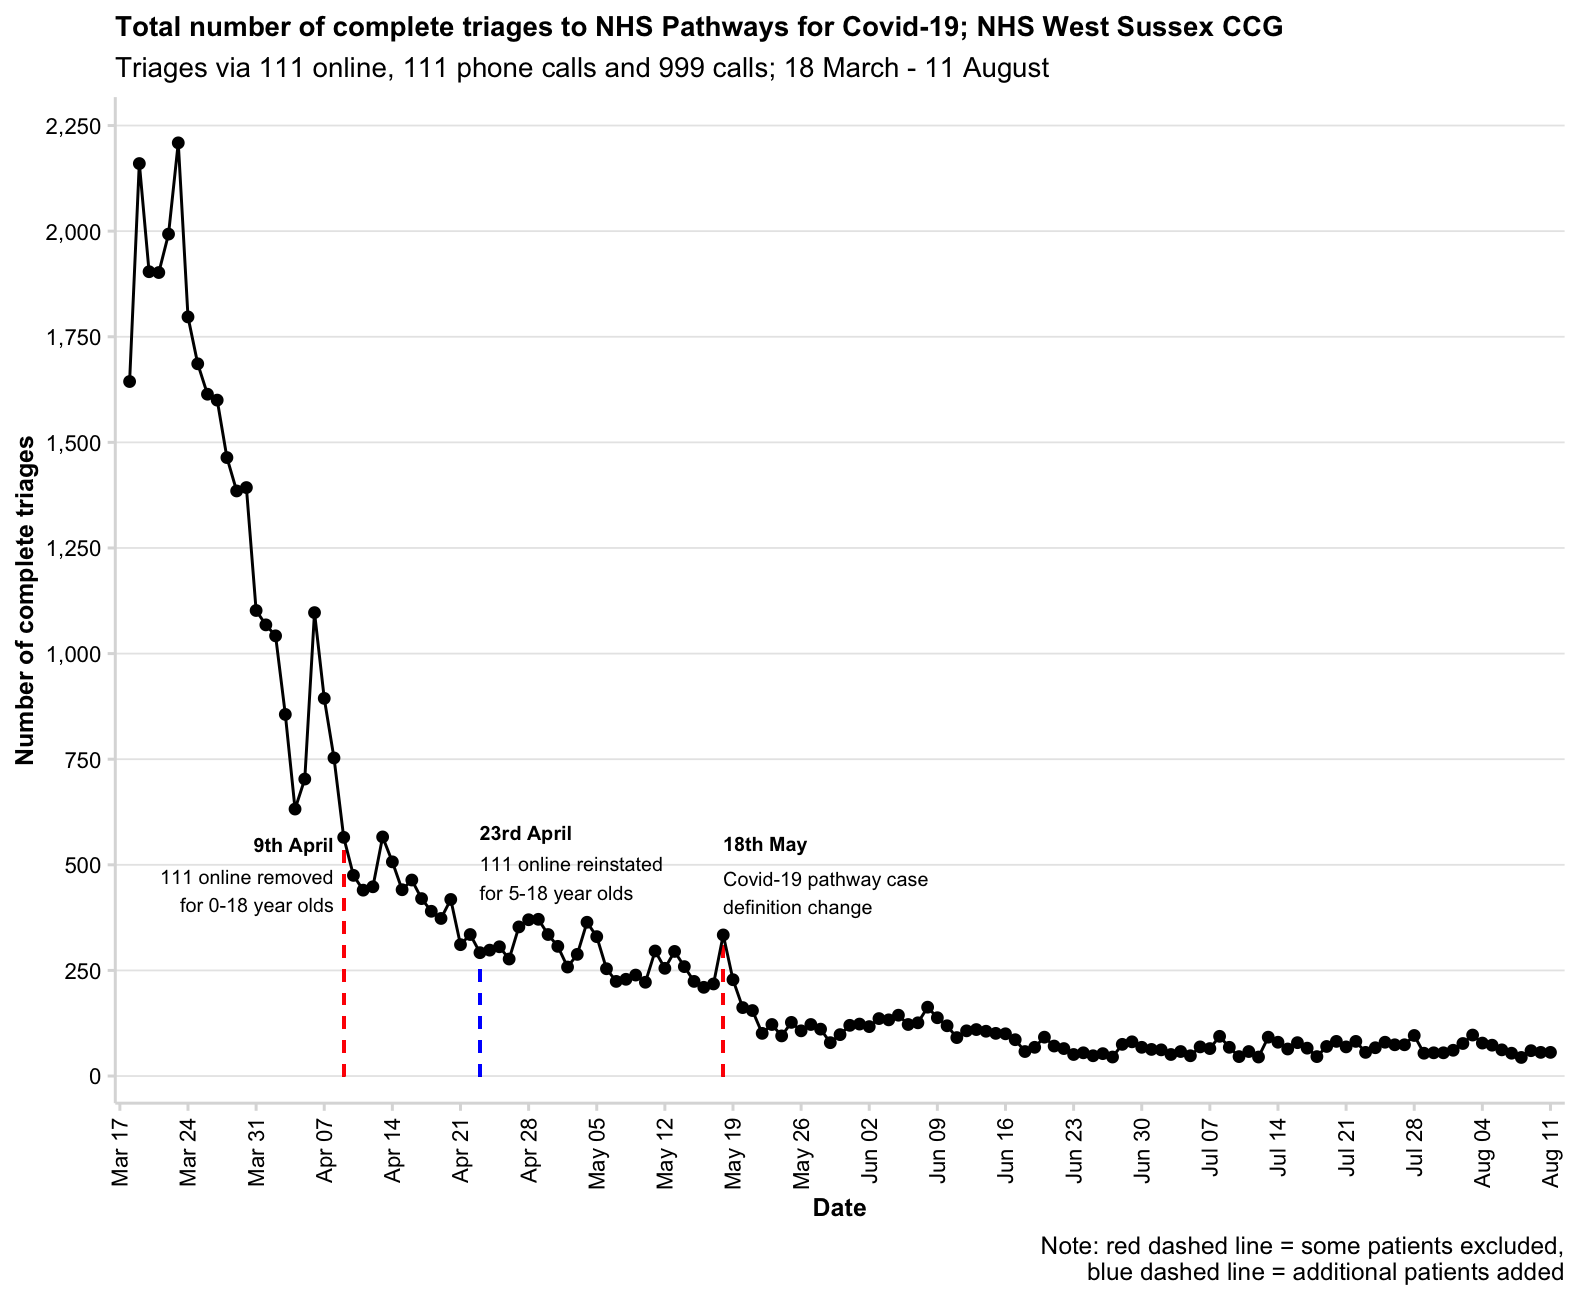 Total number of complete triages to NHS Pathways for Covid-19; NHS West Sussex CCG
Triages via 111 online, 111 phone calls and 999 calls; 18 March - 11 August
Number of complete triages
2,250
2,000
1,750
1,500
1,250
1,000
750
500
250
0
9th April
111 online removed
for 0-18 year olds
23rd April
111 online reinstated
for 5-18 year olds
18th May
Covid-19 pathway case
definition change
Mar 17
Mar 24
Mar 31
Apr 07
Apr 14
Apr 21
Apr 28
May 05
May 12
May 19
May 26
Jun 02
Jun 09
Jun 16
Jun 23
Jun 30
Jul 07
Jul 14
Jul 21
Jul 28
Aug 04
Aug 11
Date
Note: red dashed line = some patients excluded,
blue dashed line = additional patients added